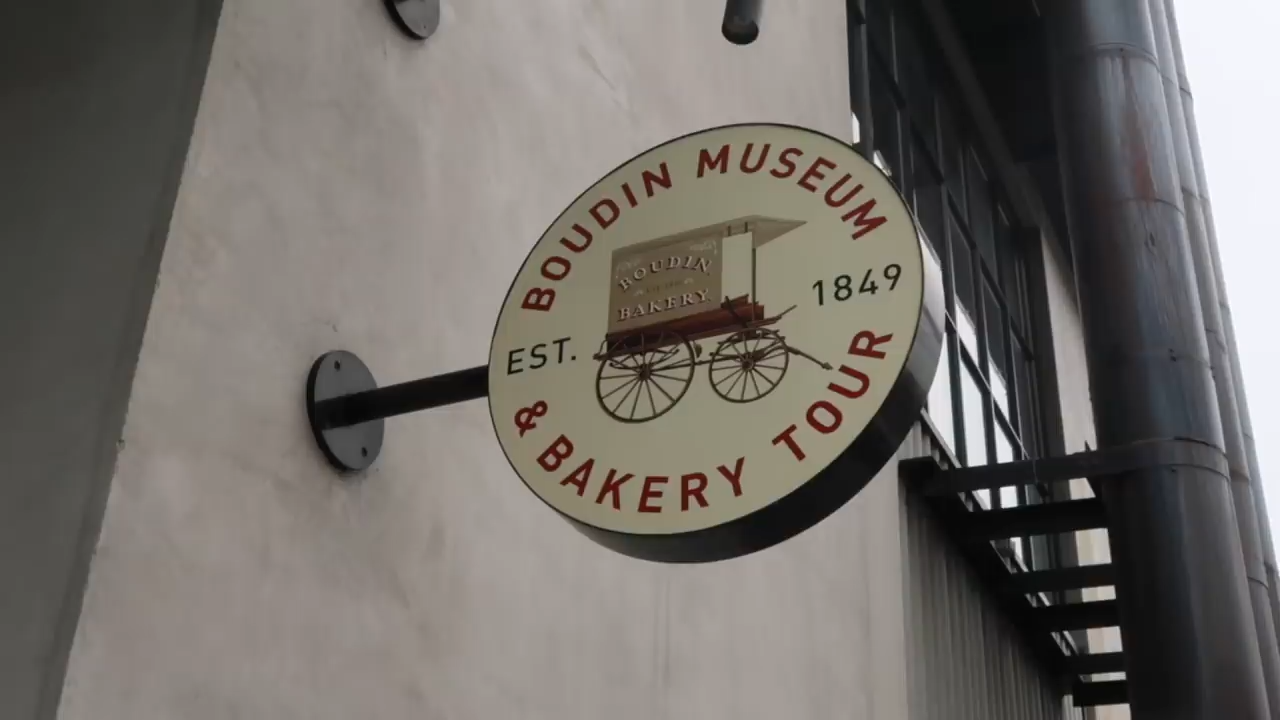 BOUDIN MUSEUM
BOUDIN
BAKERY
EST. 1849
& BAKERY TOUR